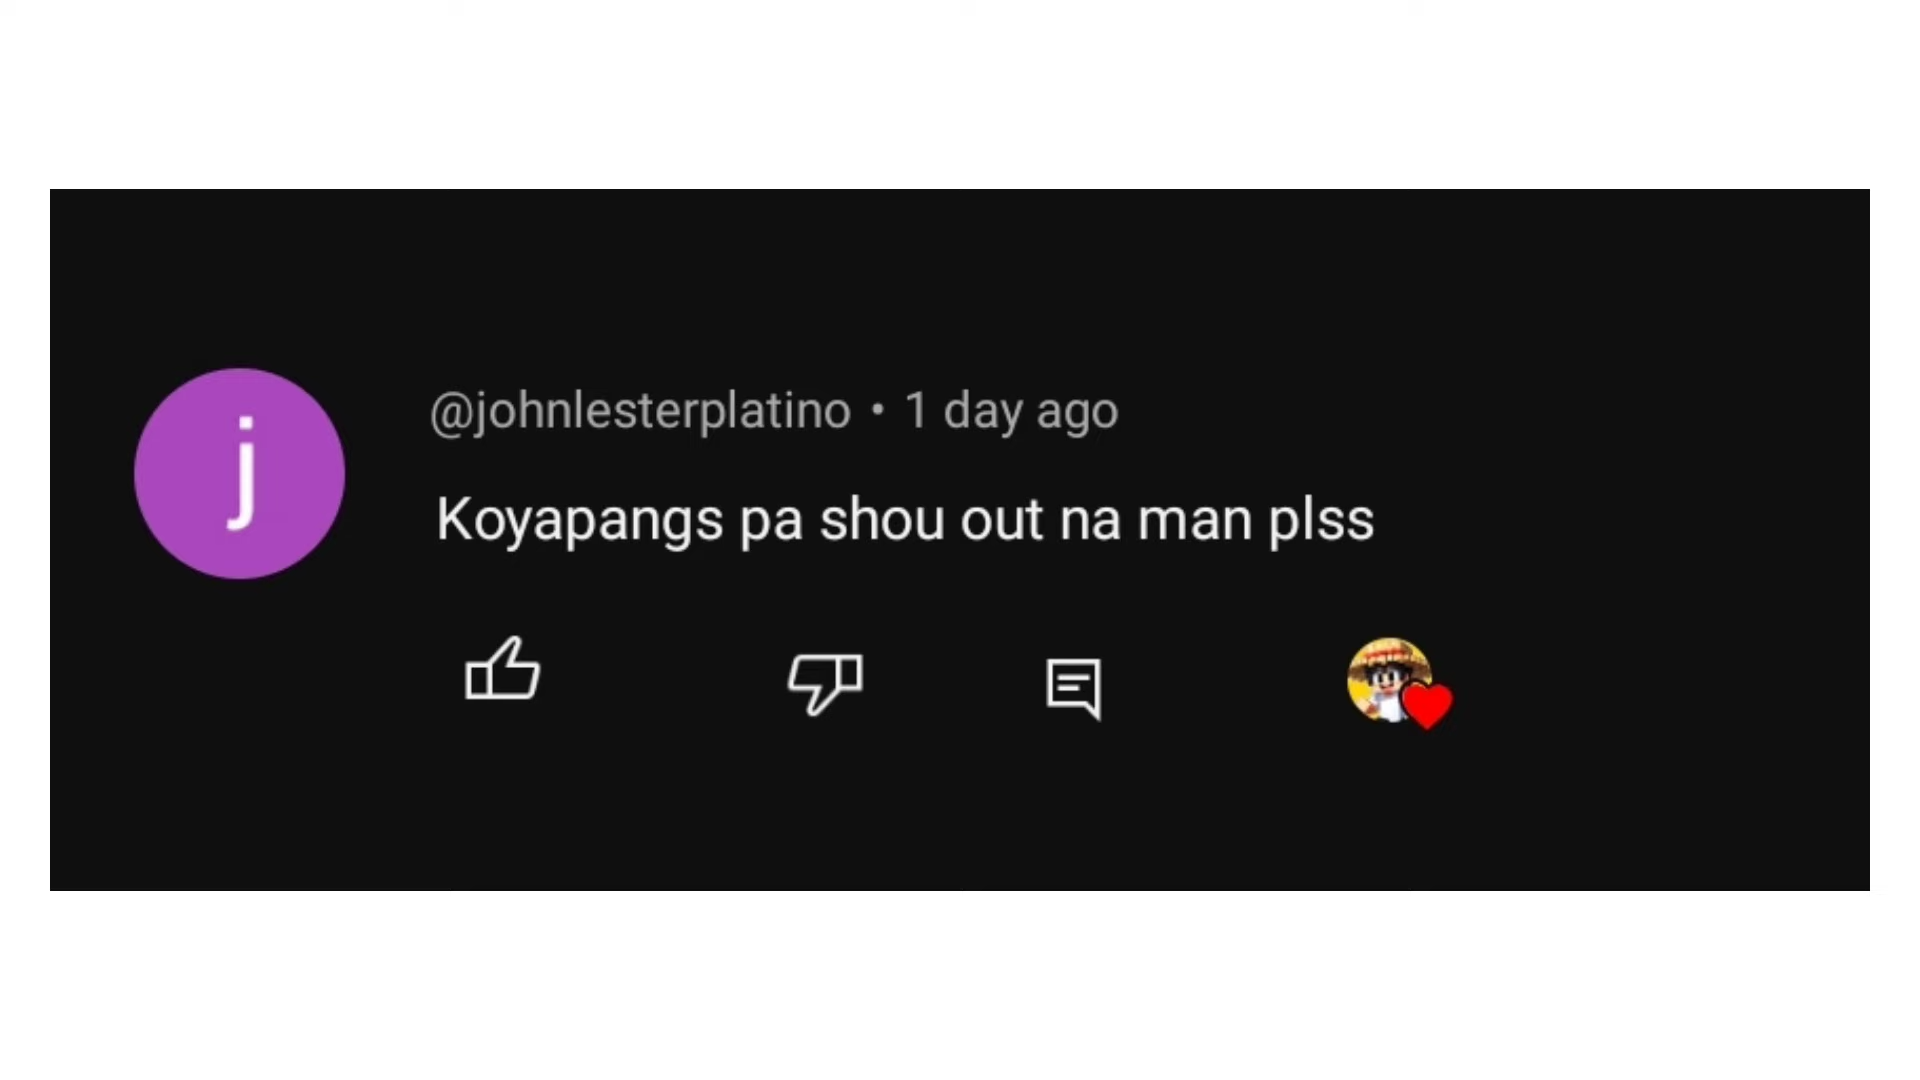 j
@johnlesterplatino • 1 day ago
Koyapangs pa shou out na man plss